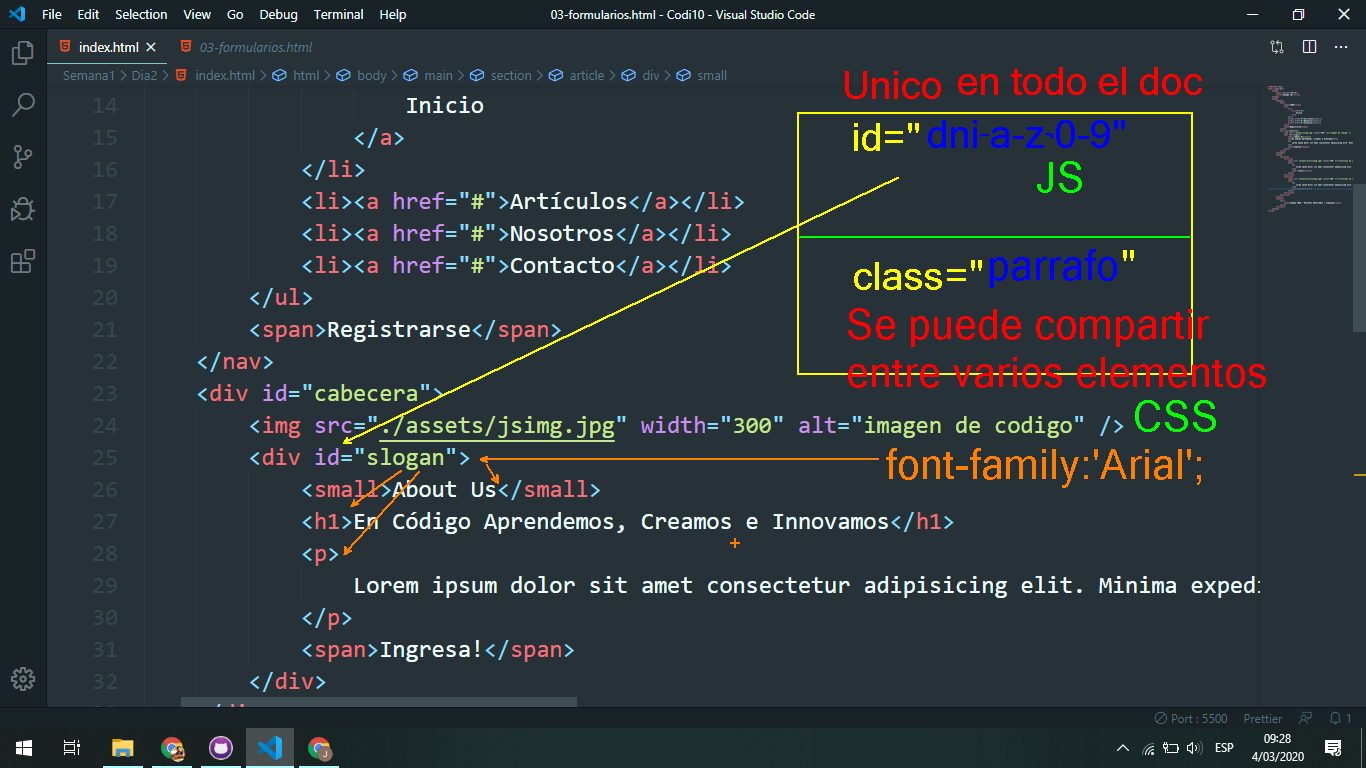 File Edit Selection View Go Debug Terminal Help 03-formularios.html - Codi10 - Visual Studio Code
index.html 03-formularios.html
Semana1 > Dia2 > index.html > html > body > main > section > article > div > small
Unico en todo el doc
id="dni-a-z-0-9"
JS
class="parrafo"
Se puede compartir
entre varios elementos
CSS
font-family:'Arial';
14 Inicio
15 </a>
16 </li>
17 <li><a href="#">Artículos</a></li>
18 <li><a href="#">Nosotros</a></li>
19 <li><a href="#">Contacto</a></li>
20 </ul>
21 <span>Registrarse</span>
22 </nav>
23 <div id="cabecera">
24 <img src="./assets/jsimg.jpg" width="300" alt="imagen de codigo" />
25 <div id="slogan">
26 <small>About Us</small>
27 <h1>En Código Aprendemos, Creamos e Innovamos</h1>
28 <p>
29 Lorem ipsum dolor sit amet consectetur adipisicing elit. Minima expedi
30 </p>
31 <span>Ingresa!</span>
32 </div>
Port : 5500 Prettier 1
ESP 09:28
4/03/2020